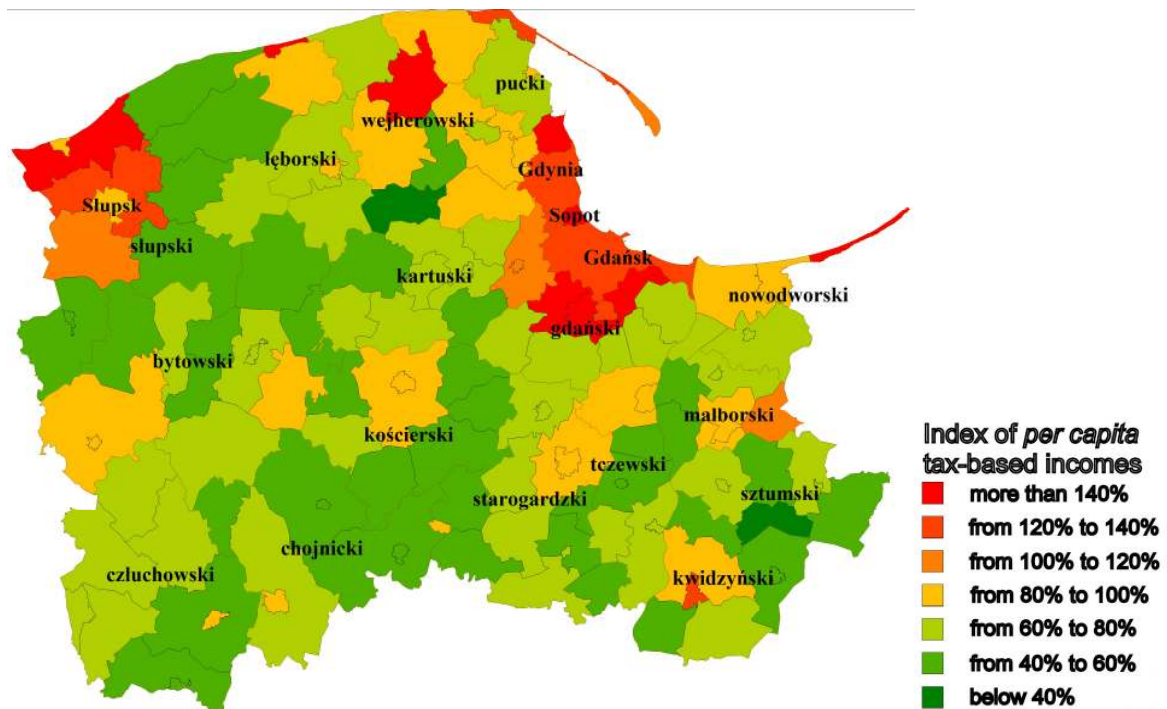 pucki
wejherowski
lęborski
Gdynia
Słupsk
Sopot
słupski
Gdańsk
kartuski
nowodworski
gdański
bytowski
malborski
kościerski
tczewski
starogardzki
sztumski
chojnicki
człuchowski
kwidzyński
Index of per capita
tax-based incomes
more than 140%
from 120% to 140%
from 100% to 120%
from 80% to 100%
from 60% to 80%
from 40% to 60%
below 40%